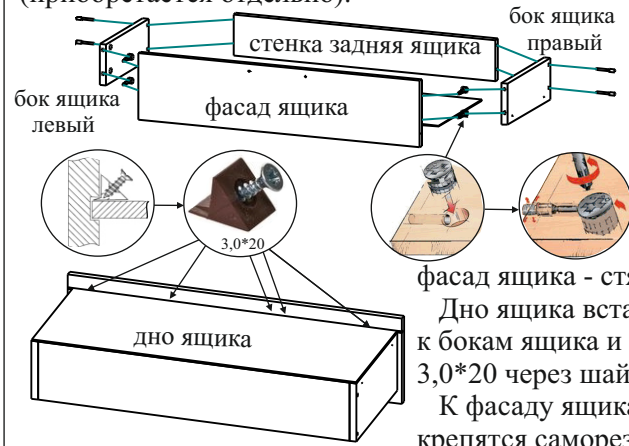 (приобретается отдельно).
бок ящика
правый
стенка задняя ящика
фасад ящика
бок ящика
левый
3,0*20
дно ящика
фасад ящика - стя
Дно ящика вста
к бокам ящика и
3,0*20 через шай
К фасаду ящика
крепятся саморез